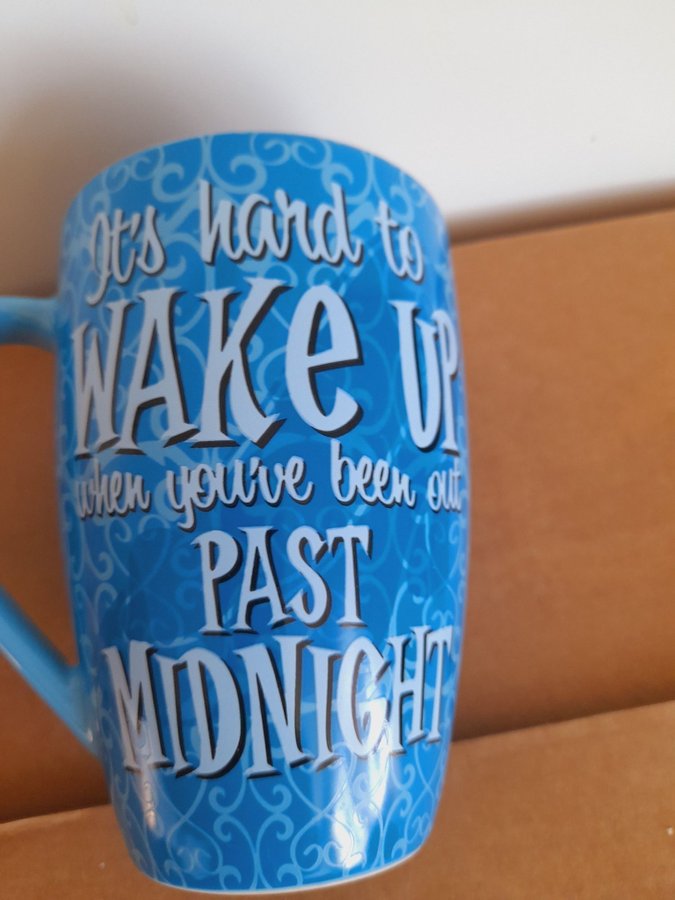 It's hard to
WAKe UP
when you've been out
PAST
MIDNIGHT